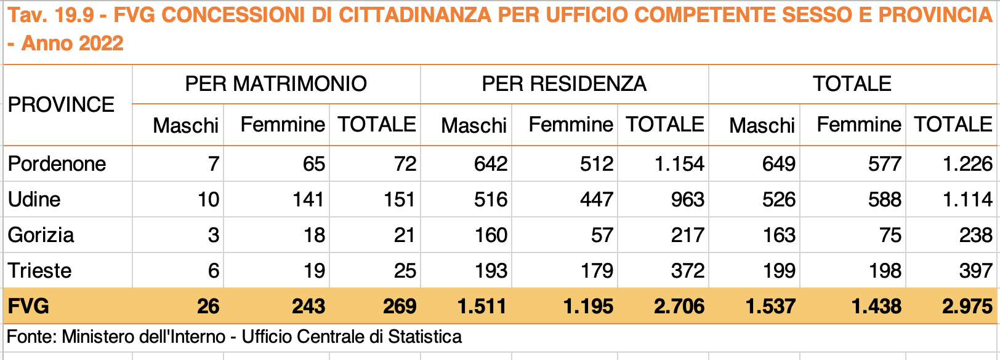 Tav. 19.9 - FVG CONCESSIONI DI CITTADINANZA PER UFFICIO COMPETENTE SESSO E PROVINCIA
- Anno 2022
PROVINCE PER MATRIMONIO PER RESIDENZA TOTALE
Maschi Femmine TOTALE Maschi Femmine TOTALE Maschi Femmine TOTALE
Pordenone 7 65 72 642 512 1.154 649 577 1.226
Udine 10 141 151 516 447 963 526 588 1.114
Gorizia 3 18 21 160 57 217 163 75 238
Trieste 6 19 25 193 179 372 199 198 397
FVG 26 243 269 1.511 1.195 2.706 1.537 1.438 2.975
Fonte: Ministero dell'Interno - Ufficio Centrale di Statistica